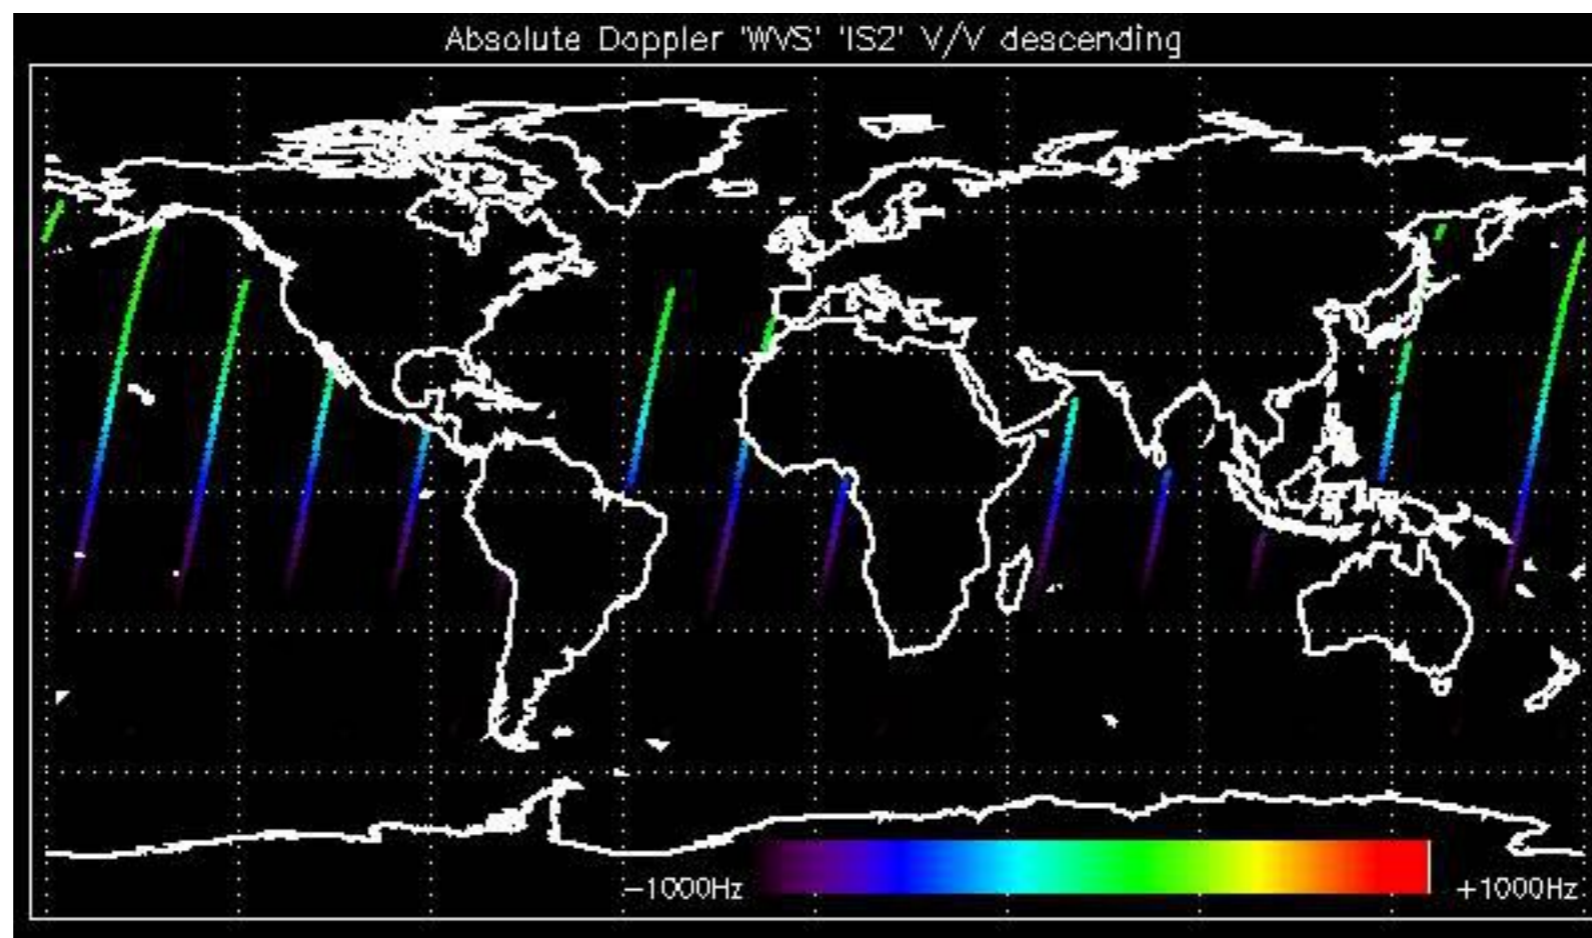 Absolute Doppler 'WVS' 'IS2' V/V descending
−1000Hz +1000Hz